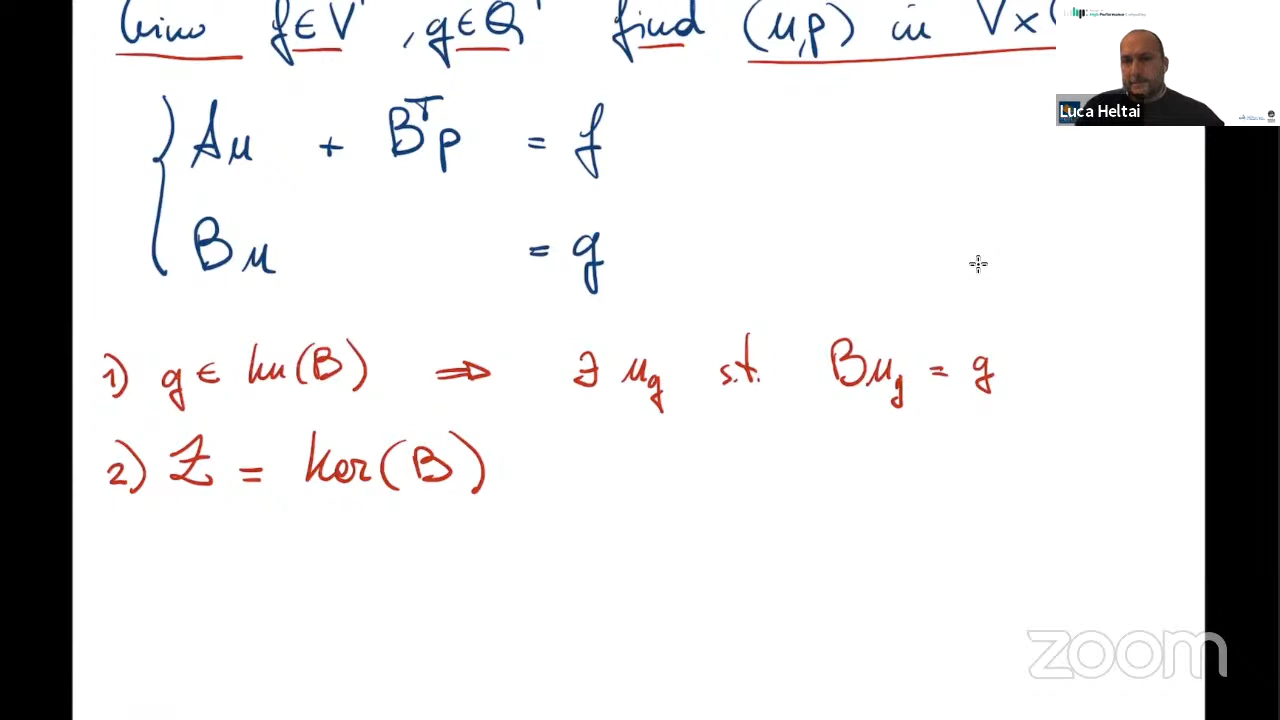 Given f ∈ V' , g ∈ Q' find (u,p) in V×
Au + Bᵀp = f
Bu = g
1) g ∈ Im(B) ⇒ ∃ u_g s.t. Bu_g = g
2) Z = ker(B)
Luca Heltai
zoom